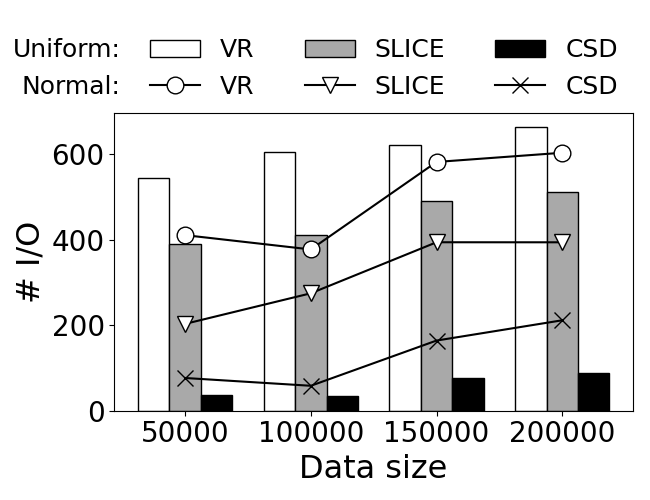 Uniform: VR SLICE CSD
Normal: VR SLICE CSD
600
400
200
0
# I/O
50000 100000 150000 200000
Data size